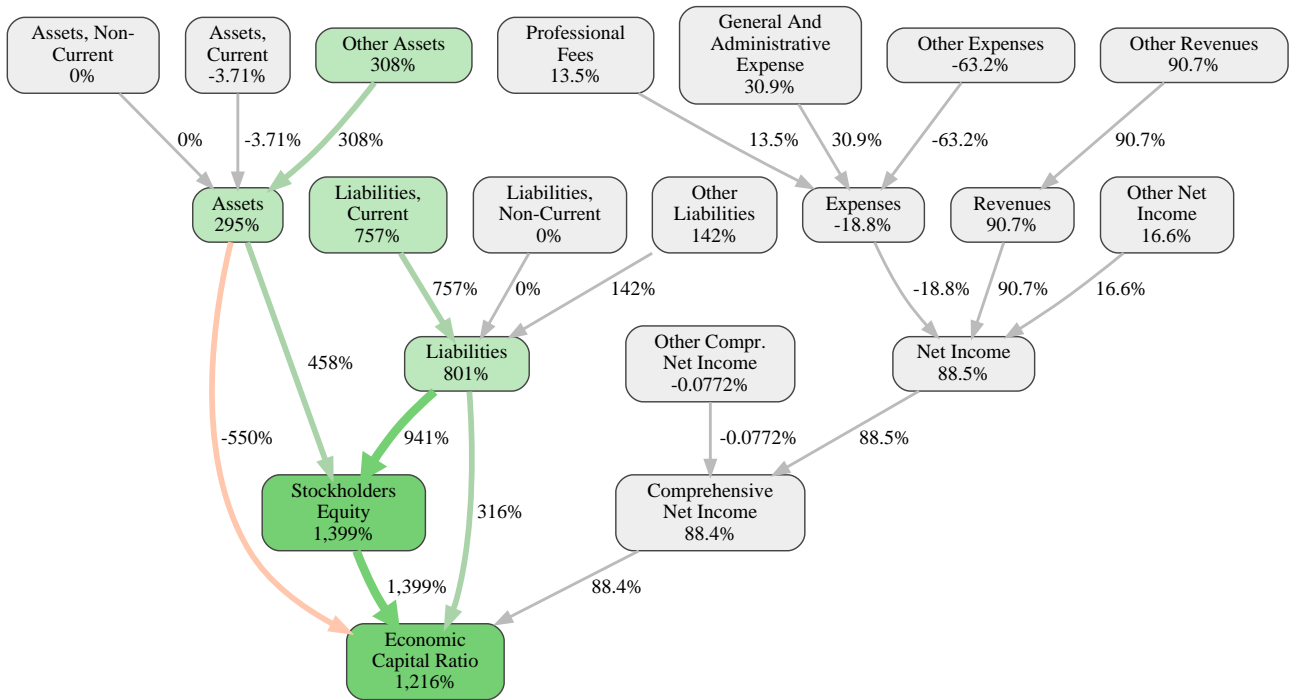 Assets, Non-
Current
0%
Assets,
Current
-3.71%
Other Assets
308%
Professional
Fees
13.5%
General And
Administrative
Expense
30.9%
Other Expenses
-63.2%
Other Revenues
90.7%
0%
-3.71%
308%
13.5%
30.9%
-63.2%
90.7%
Assets
295%
Liabilities,
Current
757%
Liabilities,
Non-Current
0%
Other
Liabilities
142%
Expenses
-18.8%
Revenues
90.7%
Other Net
Income
16.6%
757%
0%
142%
-18.8%
90.7%
16.6%
Liabilities
801%
Other Compr.
Net Income
-0.0772%
Net Income
88.5%
458%
-550%
941%
-0.0772%
88.5%
Stockholders
Equity
1,399%
316%
Comprehensive
Net Income
88.4%
1,399%
88.4%
Economic
Capital Ratio
1,216%